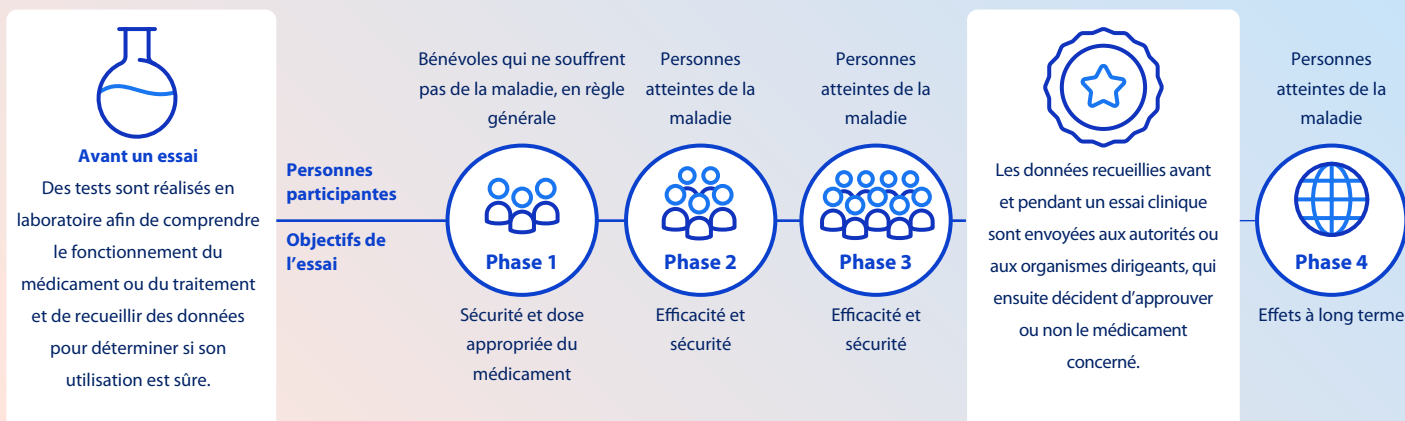 Avant un essai
Des tests sont réalisés en
laboratoire afin de comprendre
le fonctionnement du
médicament ou du traitement
et de recueillir des données
pour déterminer si son
utilisation est sûre.
Personnes
participantes
Objectifs de
l’essai
Bénévoles qui ne souffrent
pas de la maladie, en règle
générale
Phase 1
Sécurité et dose
appropriée du
médicament
Personnes
atteintes de la
maladie
Phase 2
Efficacité et
sécurité
Personnes
atteintes de la
maladie
Phase 3
Efficacité et
sécurité
Les données recueillies avant
et pendant un essai clinique
sont envoyées aux autorités ou
aux organismes dirigeants, qui
ensuite décident d’approuver
ou non le médicament
concerné.
Personnes
atteintes de la
maladie
Phase 4
Effets à long terme